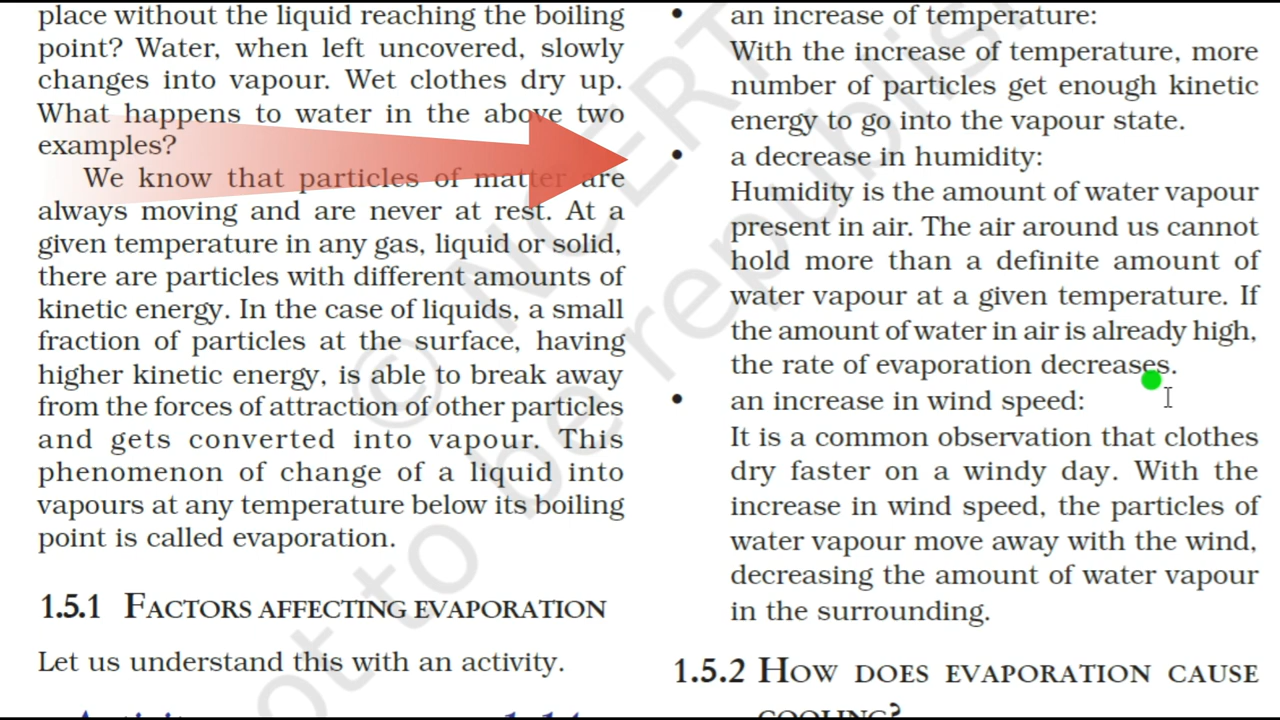 place without the liquid reaching the boiling
point? Water, when left uncovered, slowly
changes into vapour. Wet clothes dry up.
What happens to water in the above two
examples?
We know that particles of matter are
always moving and are never at rest. At a
given temperature in any gas, liquid or solid,
there are particles with different amounts of
kinetic energy. In the case of liquids, a small
fraction of particles at the surface, having
higher kinetic energy, is able to break away
from the forces of attraction of other particles
and gets converted into vapour. This
phenomenon of change of a liquid into
vapours at any temperature below its boiling
point is called evaporation.
1.5.1 FACTORS AFFECTING EVAPORATION
Let us understand this with an activity.
• an increase of temperature:
With the increase of temperature, more
number of particles get enough kinetic
energy to go into the vapour state.
• a decrease in humidity:
Humidity is the amount of water vapour
present in air. The air around us cannot
hold more than a definite amount of
water vapour at a given temperature. If
the amount of water in air is already high,
the rate of evaporation decreases.
• an increase in wind speed:
It is a common observation that clothes
dry faster on a windy day. With the
increase in wind speed, the particles of
water vapour move away with the wind,
decreasing the amount of water vapour
in the surrounding.
1.5.2 HOW DOES EVAPORATION CAUSE
COOLING?
© NCERT
not to be republish